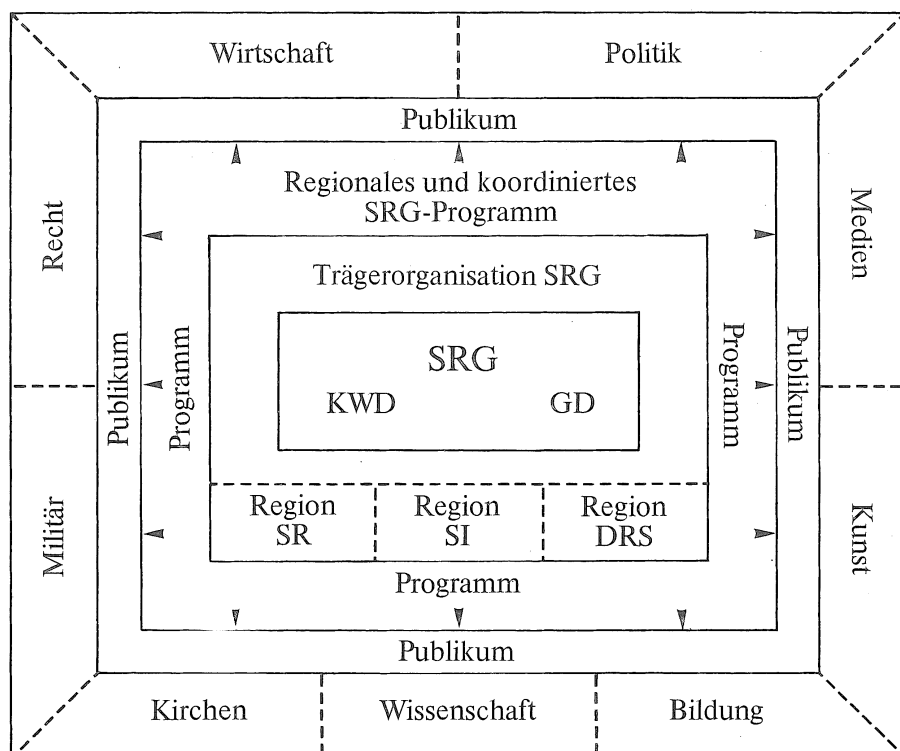 Wirtschaft
Politik
Publikum
Regionales und koordiniertes
SRG-Programm
Recht
Medien
Trägerorganisation SRG
Publikum
Programm
SRG
KWD
GD
Programm
Publikum
Militär
Region
SR
Region
SI
Region
DRS
Kunst
Programm
Publikum
Kirchen
Wissenschaft
Bildung